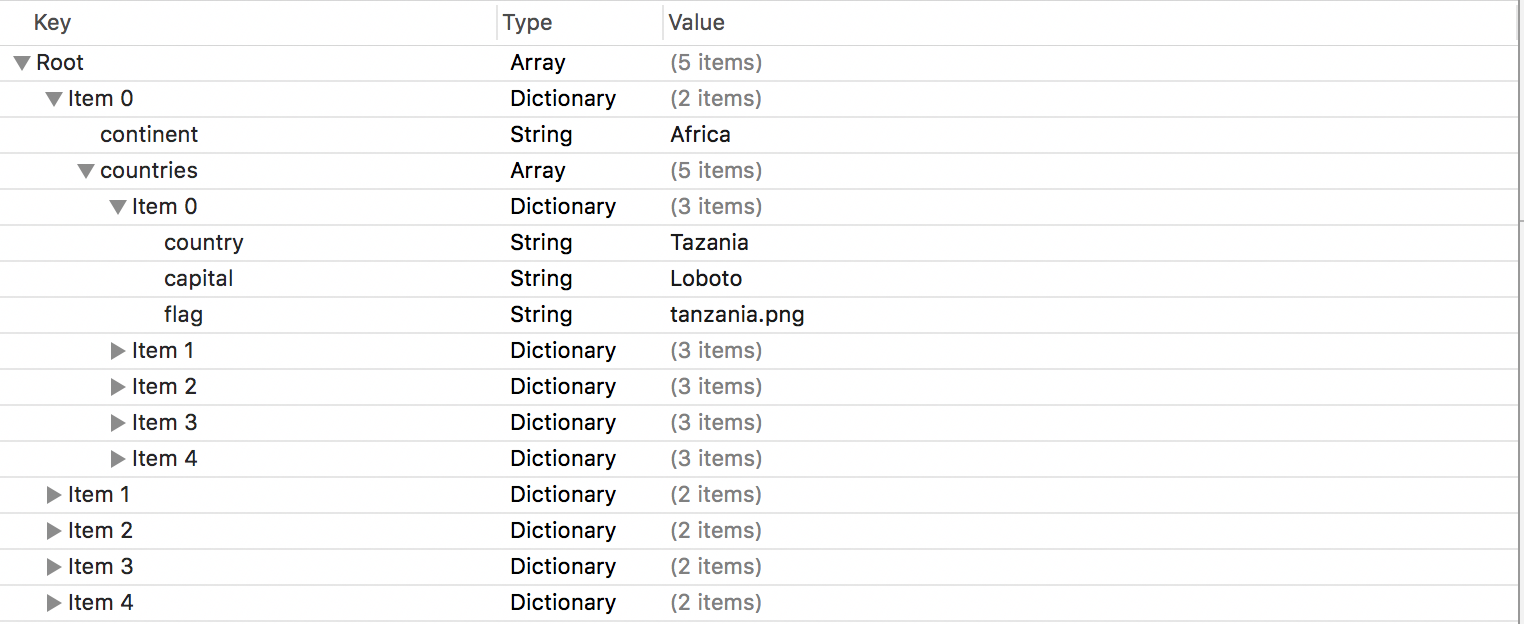 Key Type Value
Root Array (5 items)
Item 0 Dictionary (2 items)
continent String Africa
countries Array (5 items)
Item 0 Dictionary (3 items)
country String Tazania
capital String Loboto
flag String tanzania.png
Item 1 Dictionary (3 items)
Item 2 Dictionary (3 items)
Item 3 Dictionary (3 items)
Item 4 Dictionary (3 items)
Item 1 Dictionary (2 items)
Item 2 Dictionary (2 items)
Item 3 Dictionary (2 items)
Item 4 Dictionary (2 items)